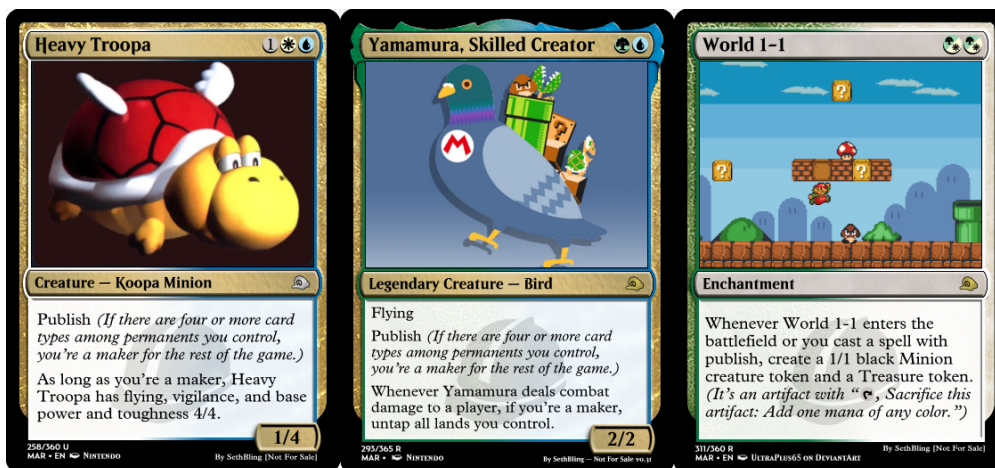 Heavy Troopa 1
Creature — Koopa Minion
Publish (If there are four or more card
types among permanents you control,
you're a maker for the rest of the game.)
As long as you're a maker, Heavy
Troopa has flying, vigilance, and base
power and toughness 4/4.
1/4
258/360 U
MAR • EN NINTENDO
By SethBling [Not For Sale]
Yamamura, Skilled Creator
M
?
Legendary Creature — Bird
Flying
Publish (If there are four or more card
types among permanents you control,
you're a maker for the rest of the game.)
Whenever Yamamura deals combat
damage to a player, if you're a maker,
untap all lands you control.
2/2
293/365 R
MAR • NINTENDO
By SethBling — Not For Sale v0.31
World 1-1
?
?
?
Enchantment
Whenever World 1-1 enters the
battlefield or you cast a spell with
publish, create a 1/1 black Minion
creature token and a Treasure token.
(It's an artifact with “, Sacrifice this
artifact: Add one mana of any color.”)
311/360 R
MAR • EN ULTRAPLUS65 ON DEVIANTART
By SethBling [Not For Sale]